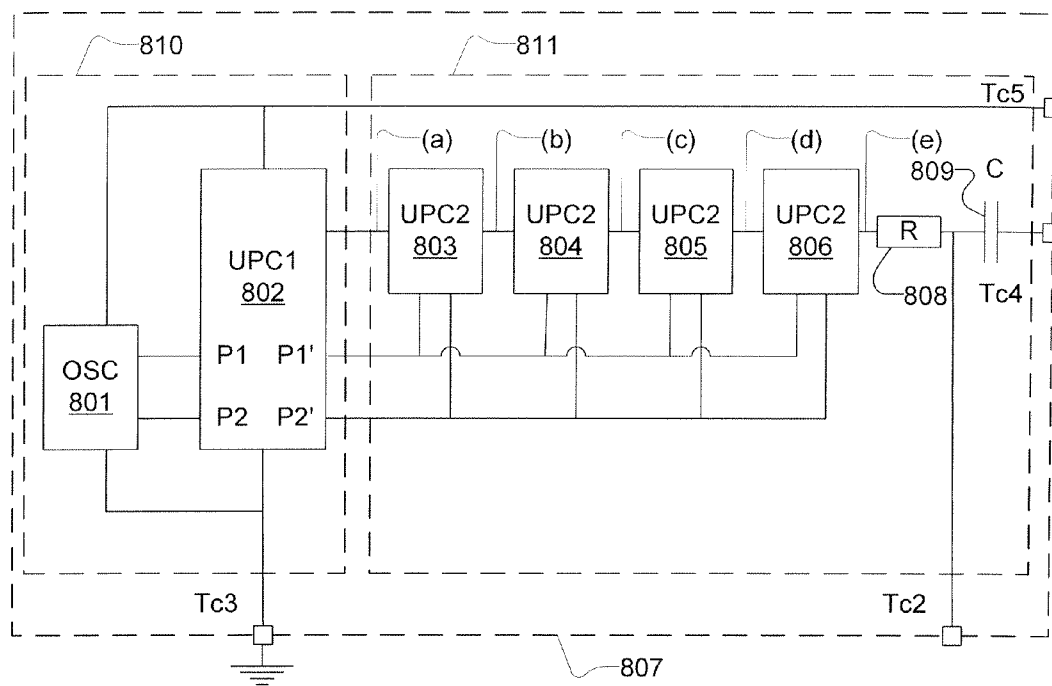 810
811
Tc5
(a)
(b)
(c)
(d)
(e)
809
C
UPC2
803
UPC2
804
UPC2
805
UPC2
806
R
UPC1
802
808
Tc4
OSC
801
P1
P1'
P2
P2'
Tc3
Tc2
807